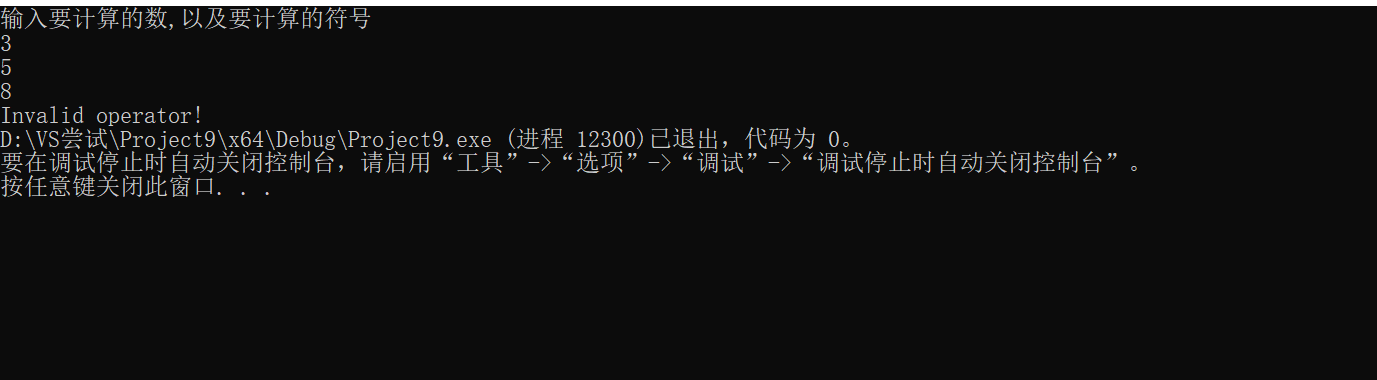 输入要计算的数,以及要计算的符号
3
5
8
Invalid operator!
D:\VS尝试\Project9\x64\Debug\Project9.exe (进程 12300)已退出，代码为 0。
要在调试停止时自动关闭控制台，请启用“工具”->“选项”->“调试”->“调试停止时自动关闭控制台”。
按任意键关闭此窗口. . .